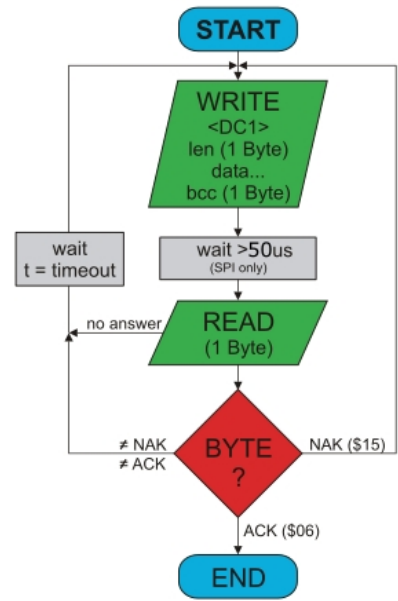 START
WRITE
<DC1>
len (1 Byte)
data...
bcc (1 Byte)
wait
t = timeout
wait >50us
(SPI only)
no answer
READ
(1 Byte)
≠ NAK
≠ ACK
BYTE
?
NAK ($15)
ACK ($06)
END